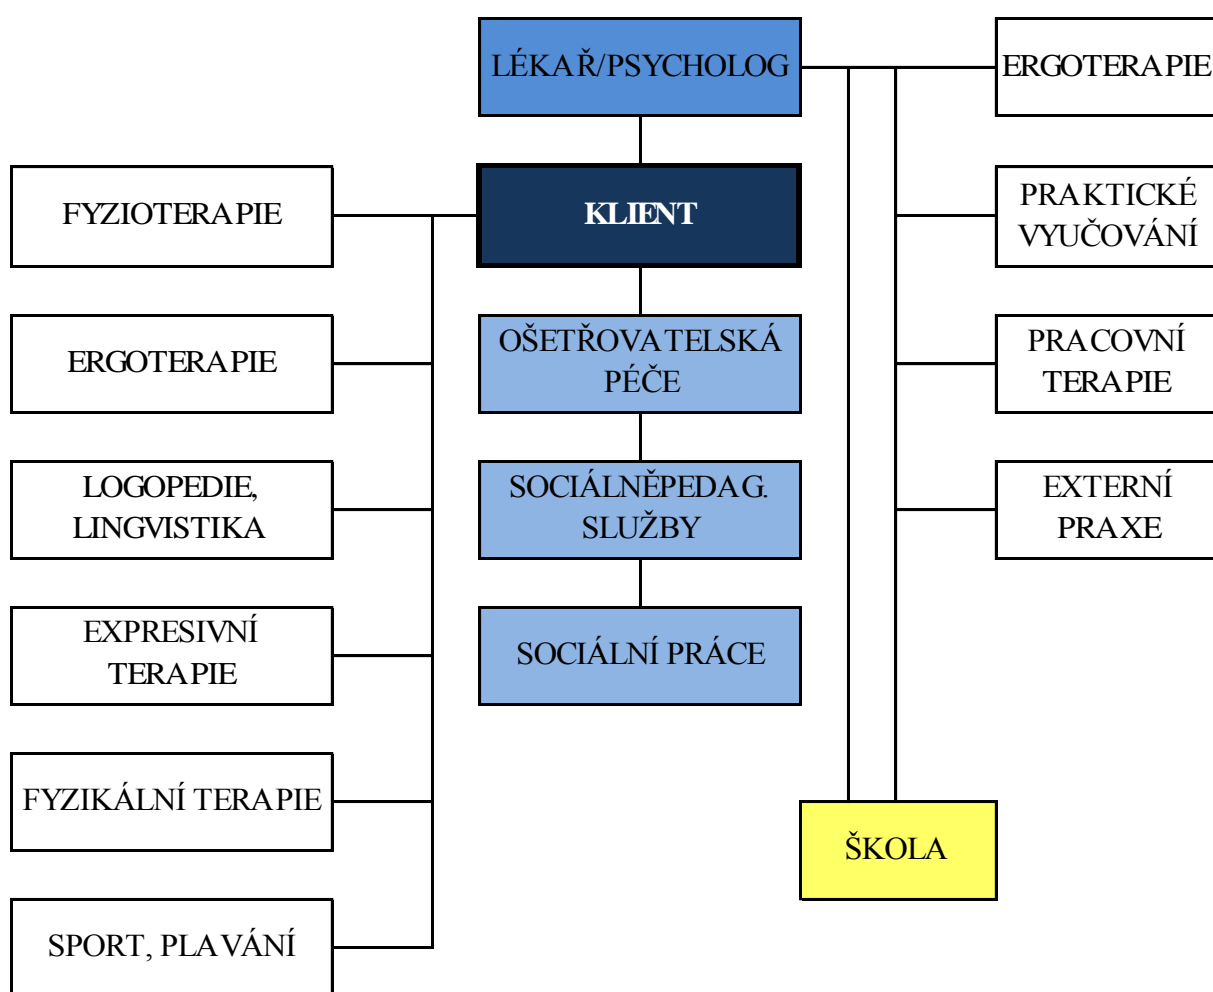 LÉKAŘ/PSYCHOLOG
ERGOTERAPIE
FYZIOTERAPIE
KLIENT
PRAKTICKÉ
VYUČOVÁNÍ
ERGOTERAPIE
OŠETŘOVATELSKÁ
PÉČE
PRACOVNÍ
TERAPIE
LOGOPEDIE,
LINGVISTIKA
SOCIÁLNĚPEDAG.
SLUŽBY
EXTERNÍ
PRAXE
EXPRESIVNÍ
TERAPIE
SOCIÁLNÍ PRÁCE
FYZIKÁLNÍ TERAPIE
ŠKOLA
SPORT, PLAVÁNÍ